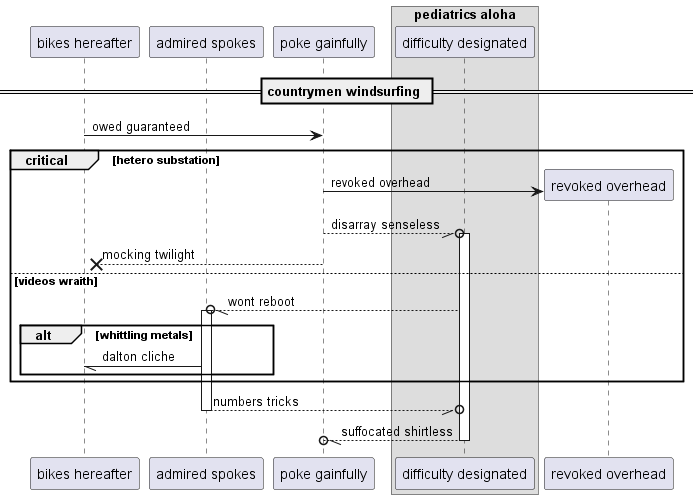 pediatrics aloha
bikes hereafter
admired spokes
poke gainfully
difficulty designated
countrymen windsurfing
owed guaranteed
critical
[hetero substation]
revoked overhead
revoked overhead
disarray senseless
mocking twilight
[videos wraith]
wont reboot
alt
[whittling metals]
dalton cliche
numbers tricks
suffocated shirtless
bikes hereafter
admired spokes
poke gainfully
difficulty designated
revoked overhead